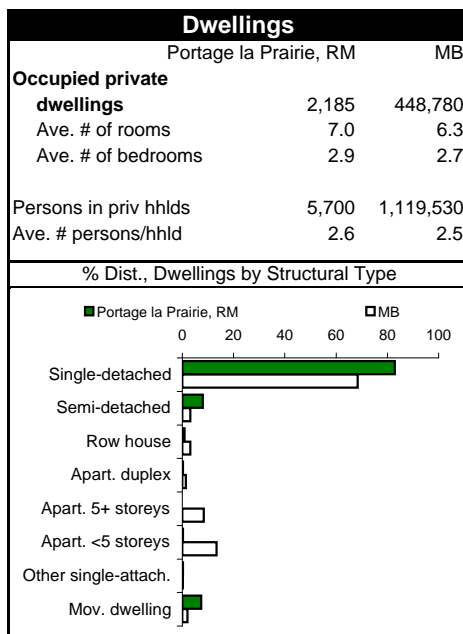 Dwellings
Portage la Prairie, RM MB
Occupied private
dwellings 2,185 448,780
Ave. # of rooms 7.0 6.3
Ave. # of bedrooms 2.9 2.7
Persons in priv hhlds 5,700 1,119,530
Ave. # persons/hhld 2.6 2.5
% Dist., Dwellings by Structural Type
Portage la Prairie, RM MB
0 20 40 60 80 100
Single-detached
Semi-detached
Row house
Apart. duplex
Apart. 5+ storeys
Apart. <5 storeys
Other single-attach.
Mov. dwelling